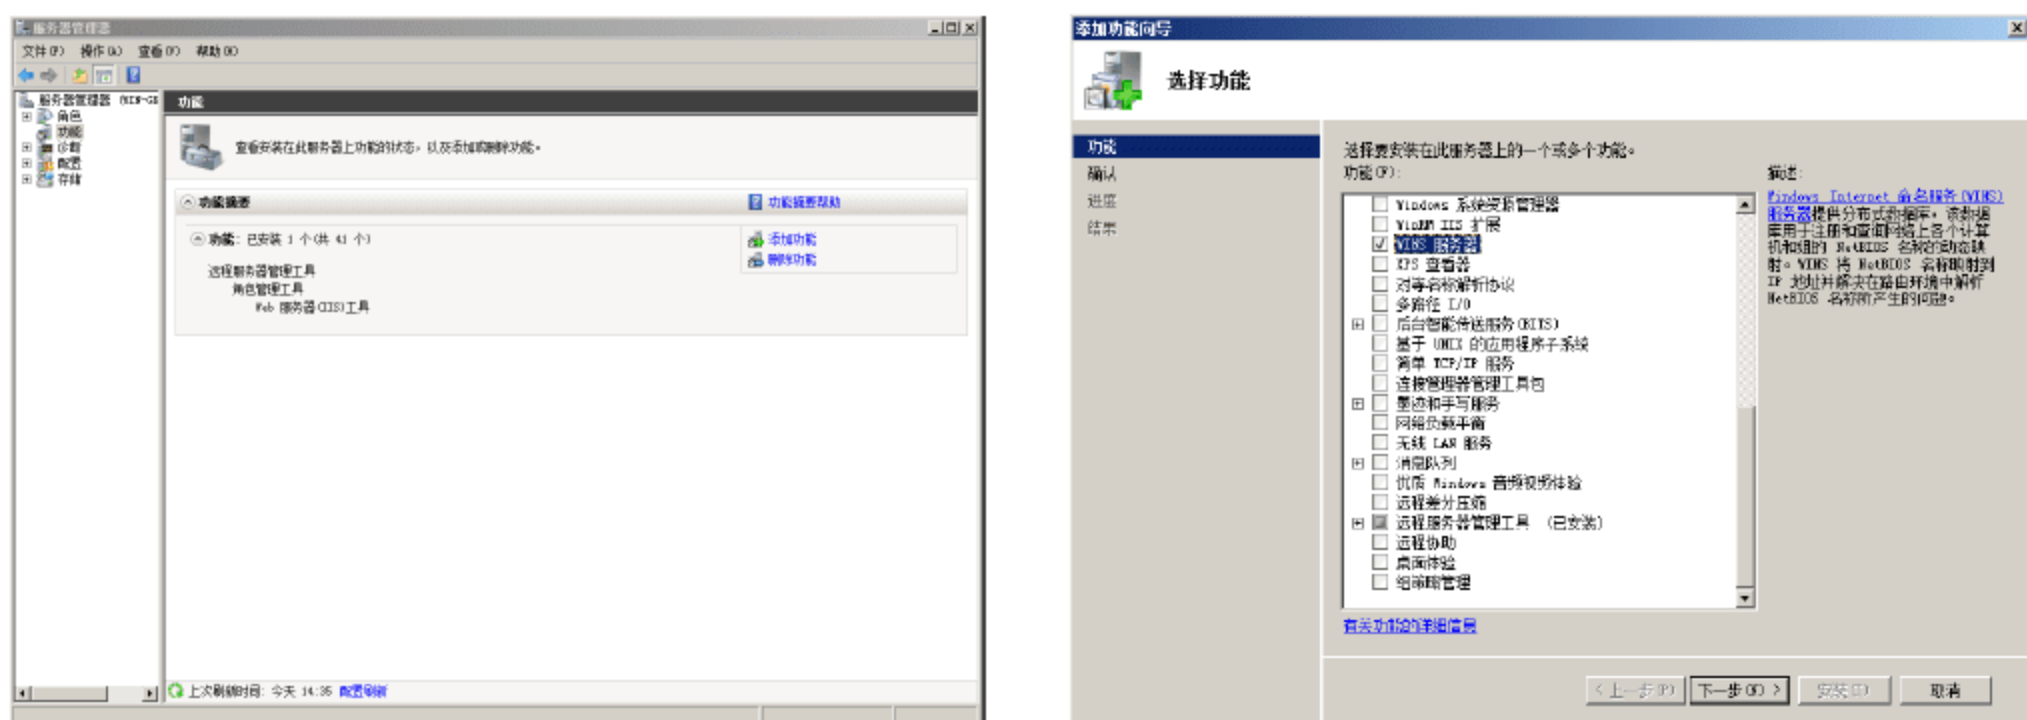 服务器管理器
文件(F) 操作(A) 查看(V) 帮助(H)
服务器管理器 (WIN-G8
角色
功能
诊断
配置
存储
功能
查看安装在此服务器上功能的状态，以及添加或删除功能。
功能摘要
功能摘要帮助
功能: 已安装 1 个(共 41 个)
添加功能
删除功能
远程服务器管理工具
角色管理工具
Web 服务器(IIS)工具
上次刷新时间: 今天 14:35 配置刷新
添加功能向导
选择功能
功能
确认
进度
结果
选择要安装在此服务器上的一个或多个功能。
功能(F):
Windows 系统资源管理器
WinRM IIS 扩展
WINS 服务器
XPS 查看器
对等名称解析协议
多路径 I/O
后台智能传送服务(BITS)
基于 UNIX 的应用程序子系统
简单 TCP/IP 服务
连接管理器管理工具包
墨迹和手写服务
网络负载平衡
无线 LAN 服务
消息队列
优质 Windows 音频视频体验
远程差分压缩
远程服务器管理工具 (已安装)
远程协助
桌面体验
组策略管理
有关功能的详细信息
描述:
Windows Internet 命名服务(WINS)
服务器提供分布式数据库，该数据
库用于注册和查询网络上各个计算
机和组的 NetBIOS 名称的动态映
射。WINS 将 NetBIOS 名称映射到
IP 地址并解决在路由环境中解析
NetBIOS 名称所产生的问题。
< 上一步(P)
下一步(N) >
安装(I)
取消